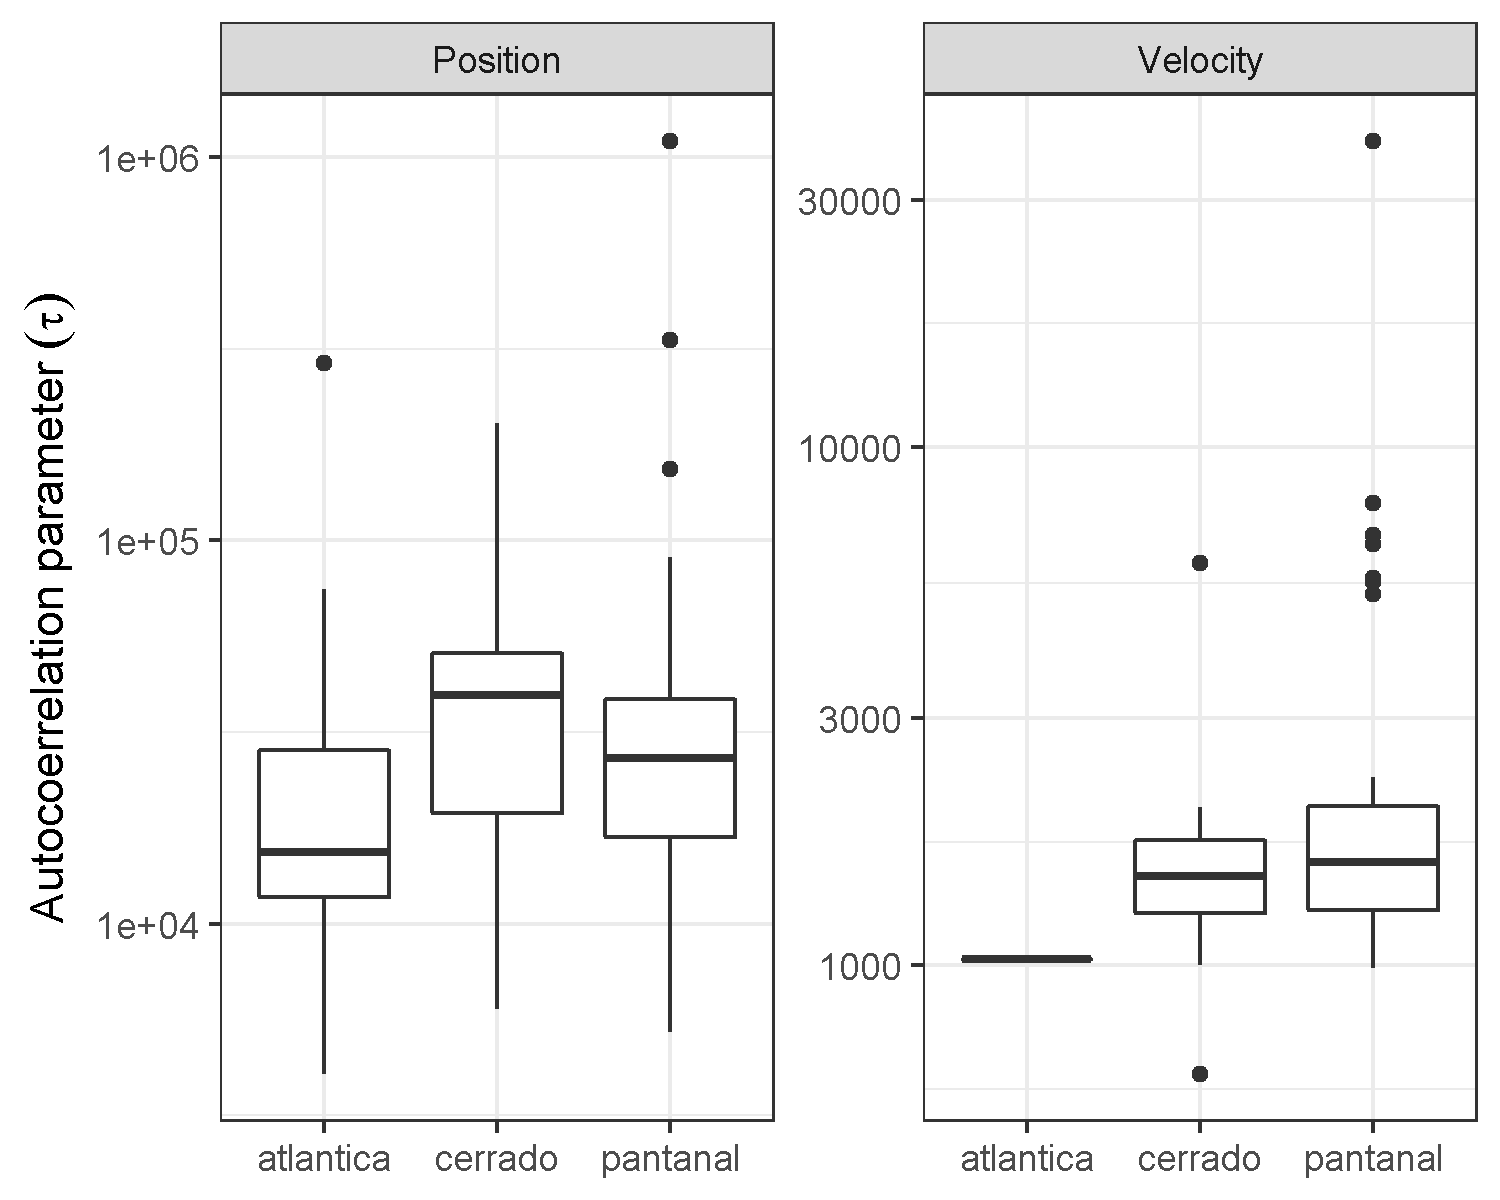 Position
Velocity
Autocoerrelation parameter (τ)
1e+06
1e+05
1e+04
30000
10000
3000
1000
atlantica cerrado pantanal
atlantica cerrado pantanal